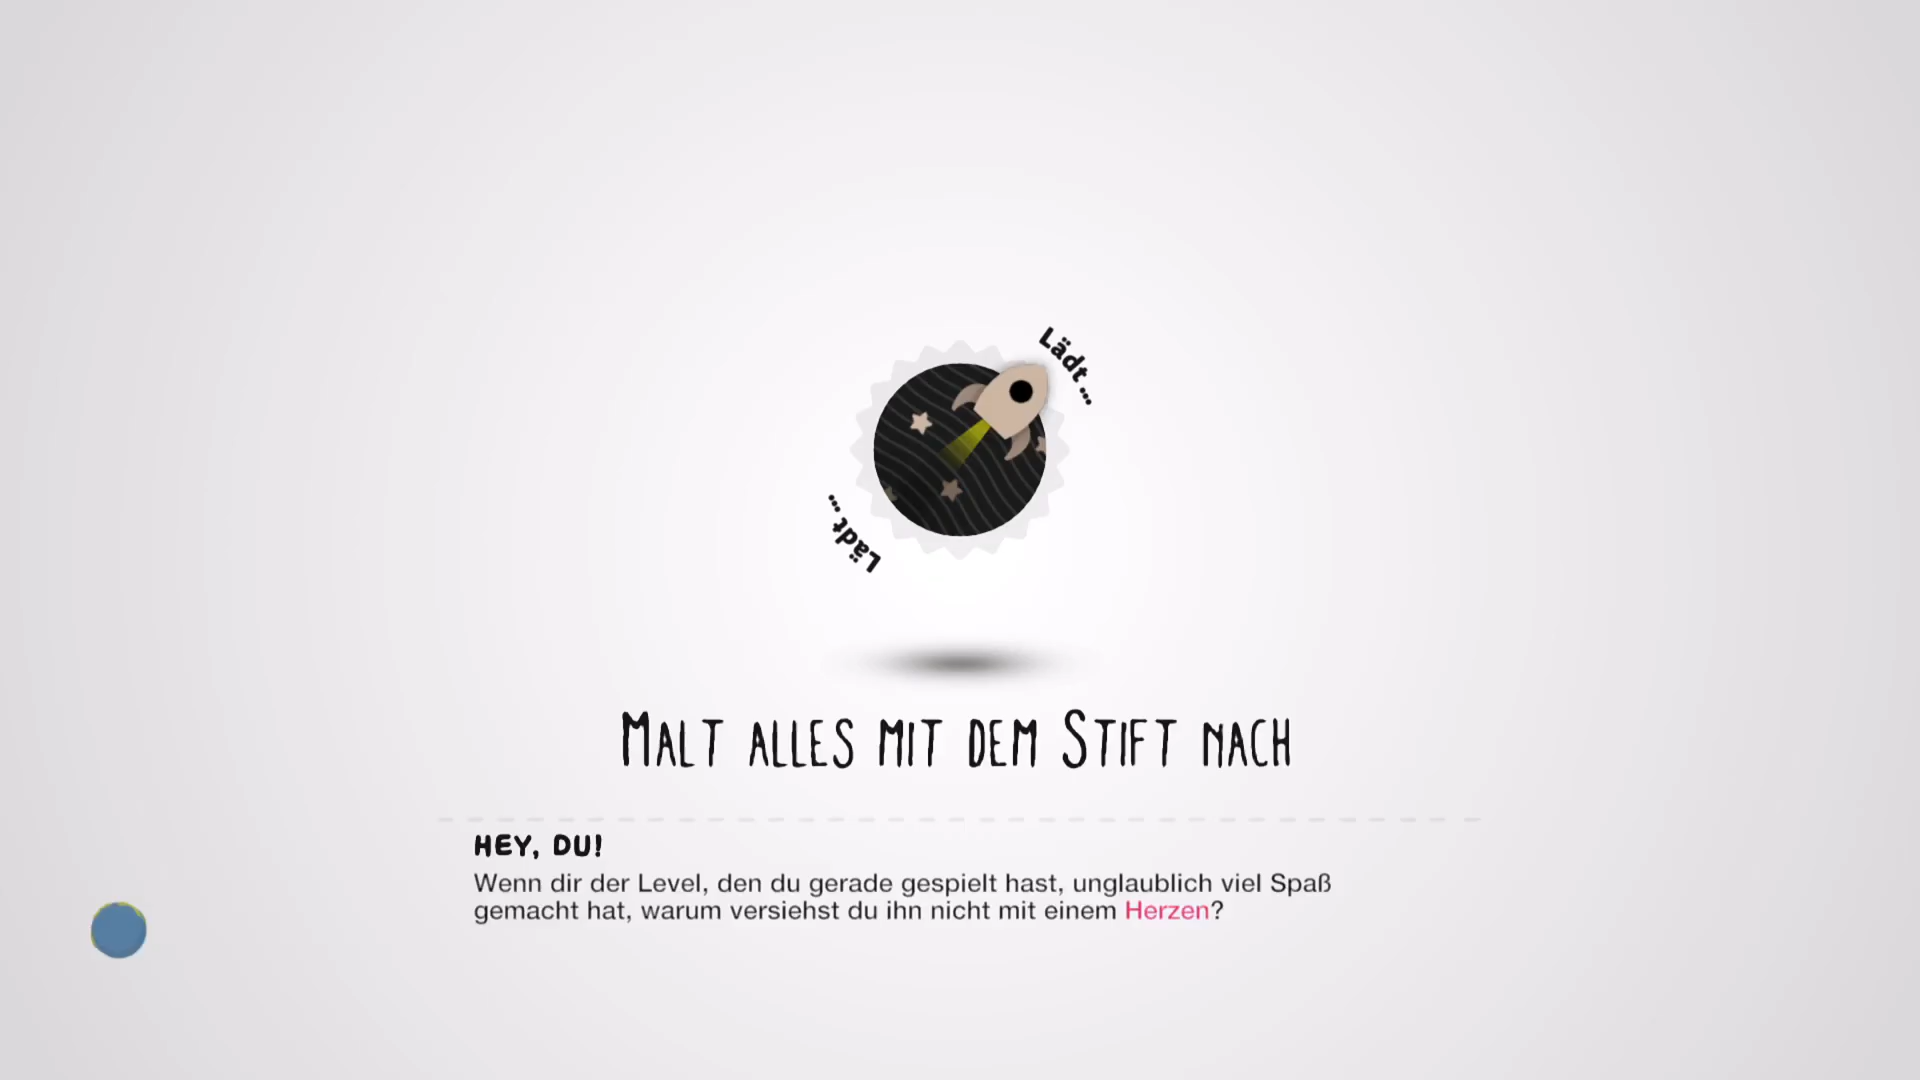 Lädt ...
Lädt ...
Malt alles mit dem Stift nach
HEY, DU!
Wenn dir der Level, den du gerade gespielt hast, unglaublich viel Spaß
gemacht hat, warum versiehst du ihn nicht mit einem Herzen?